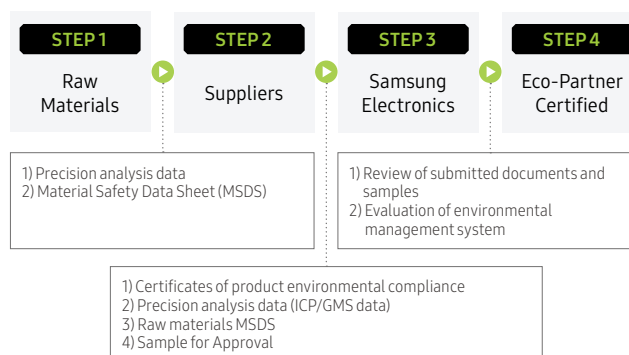 STEP 1
Raw
Materials
STEP 2
Suppliers
STEP 3
Samsung
Electronics
STEP 4
Eco-Partner
Certified
1) Precision analysis data
2) Material Safety Data Sheet (MSDS)
1) Review of submitted documents and
samples
2) Evaluation of environmental
management system
1) Certificates of product environmental compliance
2) Precision analysis data (ICP/GMS data)
3) Raw materials MSDS
4) Sample for Approval